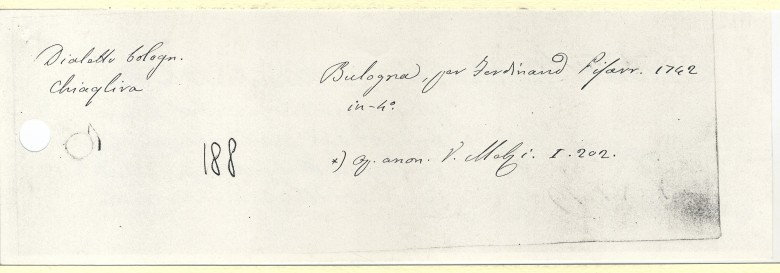 Dialetto bologn.
Chiaqlira
Bulogna, per Ferdinand Pisarr. 1742
in-4°
188
*) Op. anon. V. Melzi. I. 202.